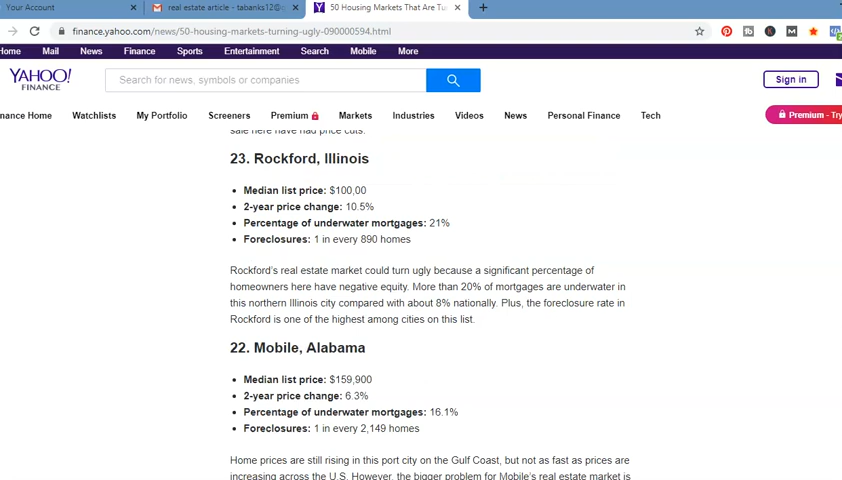 Your Account
real estate article - tabanks12@g
50 Housing Markets That Are Tur
finance.yahoo.com/news/50-housing-markets-turning-ugly-090000594.html
Home Mail News Finance Sports Entertainment Search Mobile More
YAHOO!
FINANCE
Search for news, symbols or companies
Sign in
nance Home Watchlists My Portfolio Screeners Premium Markets Industries Videos News Personal Finance Tech
Premium - Try
sale here have had price cuts.
23. Rockford, Illinois
• Median list price: $100,00
• 2-year price change: 10.5%
• Percentage of underwater mortgages: 21%
• Foreclosures: 1 in every 890 homes
Rockford's real estate market could turn ugly because a significant percentage of
homeowners here have negative equity. More than 20% of mortgages are underwater in
this northern Illinois city compared with about 8% nationally. Plus, the foreclosure rate in
Rockford is one of the highest among cities on this list.
22. Mobile, Alabama
• Median list price: $159,900
• 2-year price change: 6.3%
• Percentage of underwater mortgages: 16.1%
• Foreclosures: 1 in every 2,149 homes
Home prices are still rising in this port city on the Gulf Coast, but not as fast as prices are
increasing across the U.S. However, the bigger problem for Mobile's real estate market is